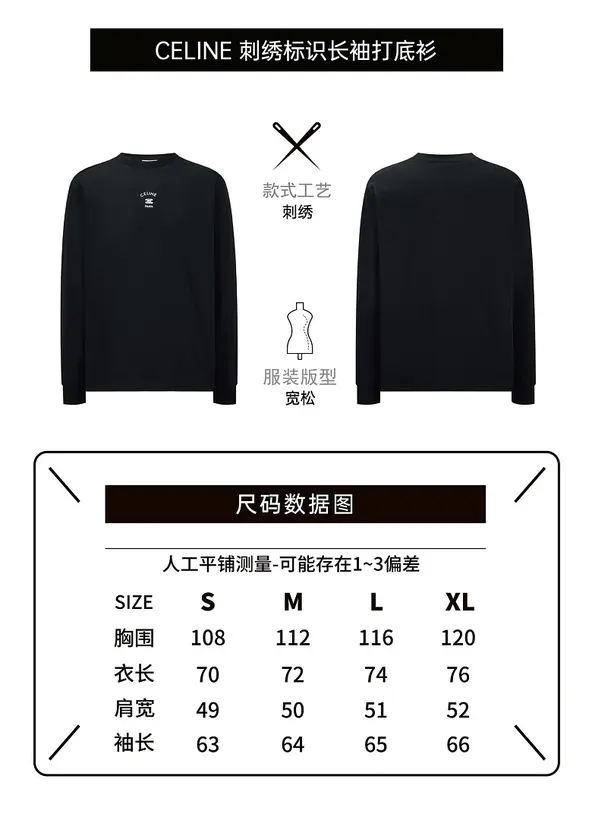 CELINE 刺绣标识长袖打底衫
CELINE
PARIS
款式工艺
刺绣
服装版型
宽松
尺码数据图
人工平铺测量-可能存在1~3偏差
SIZE S M L XL
胸围 108 112 116 120
衣长 70 72 74 76
肩宽 49 50 51 52
袖长 63 64 65 66